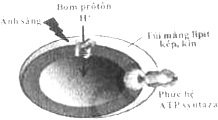 Bơm prôtôn
Ánh sáng
H⁺
Túi màng lipit
kép, kín
Phức hệ
ATP syntaza